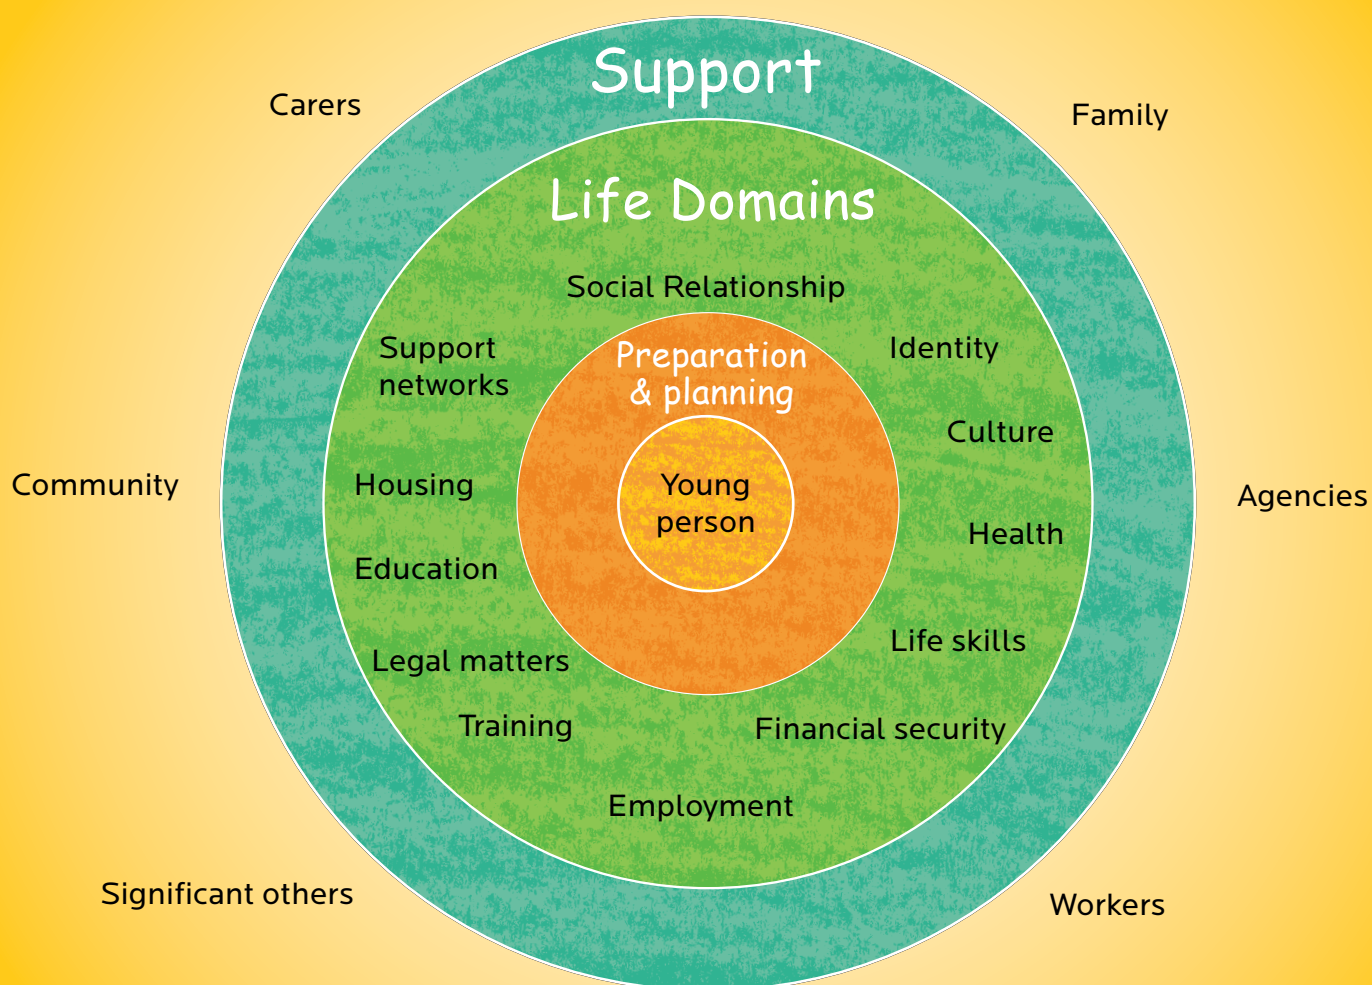 Support
Carers
Family
Life Domains
Social Relationship
Support
networks
Preparation
& planning
Identity
Culture
Community
Housing
Young
person
Agencies
Health
Education
Life skills
Legal matters
Training
Financial security
Employment
Significant others
Workers